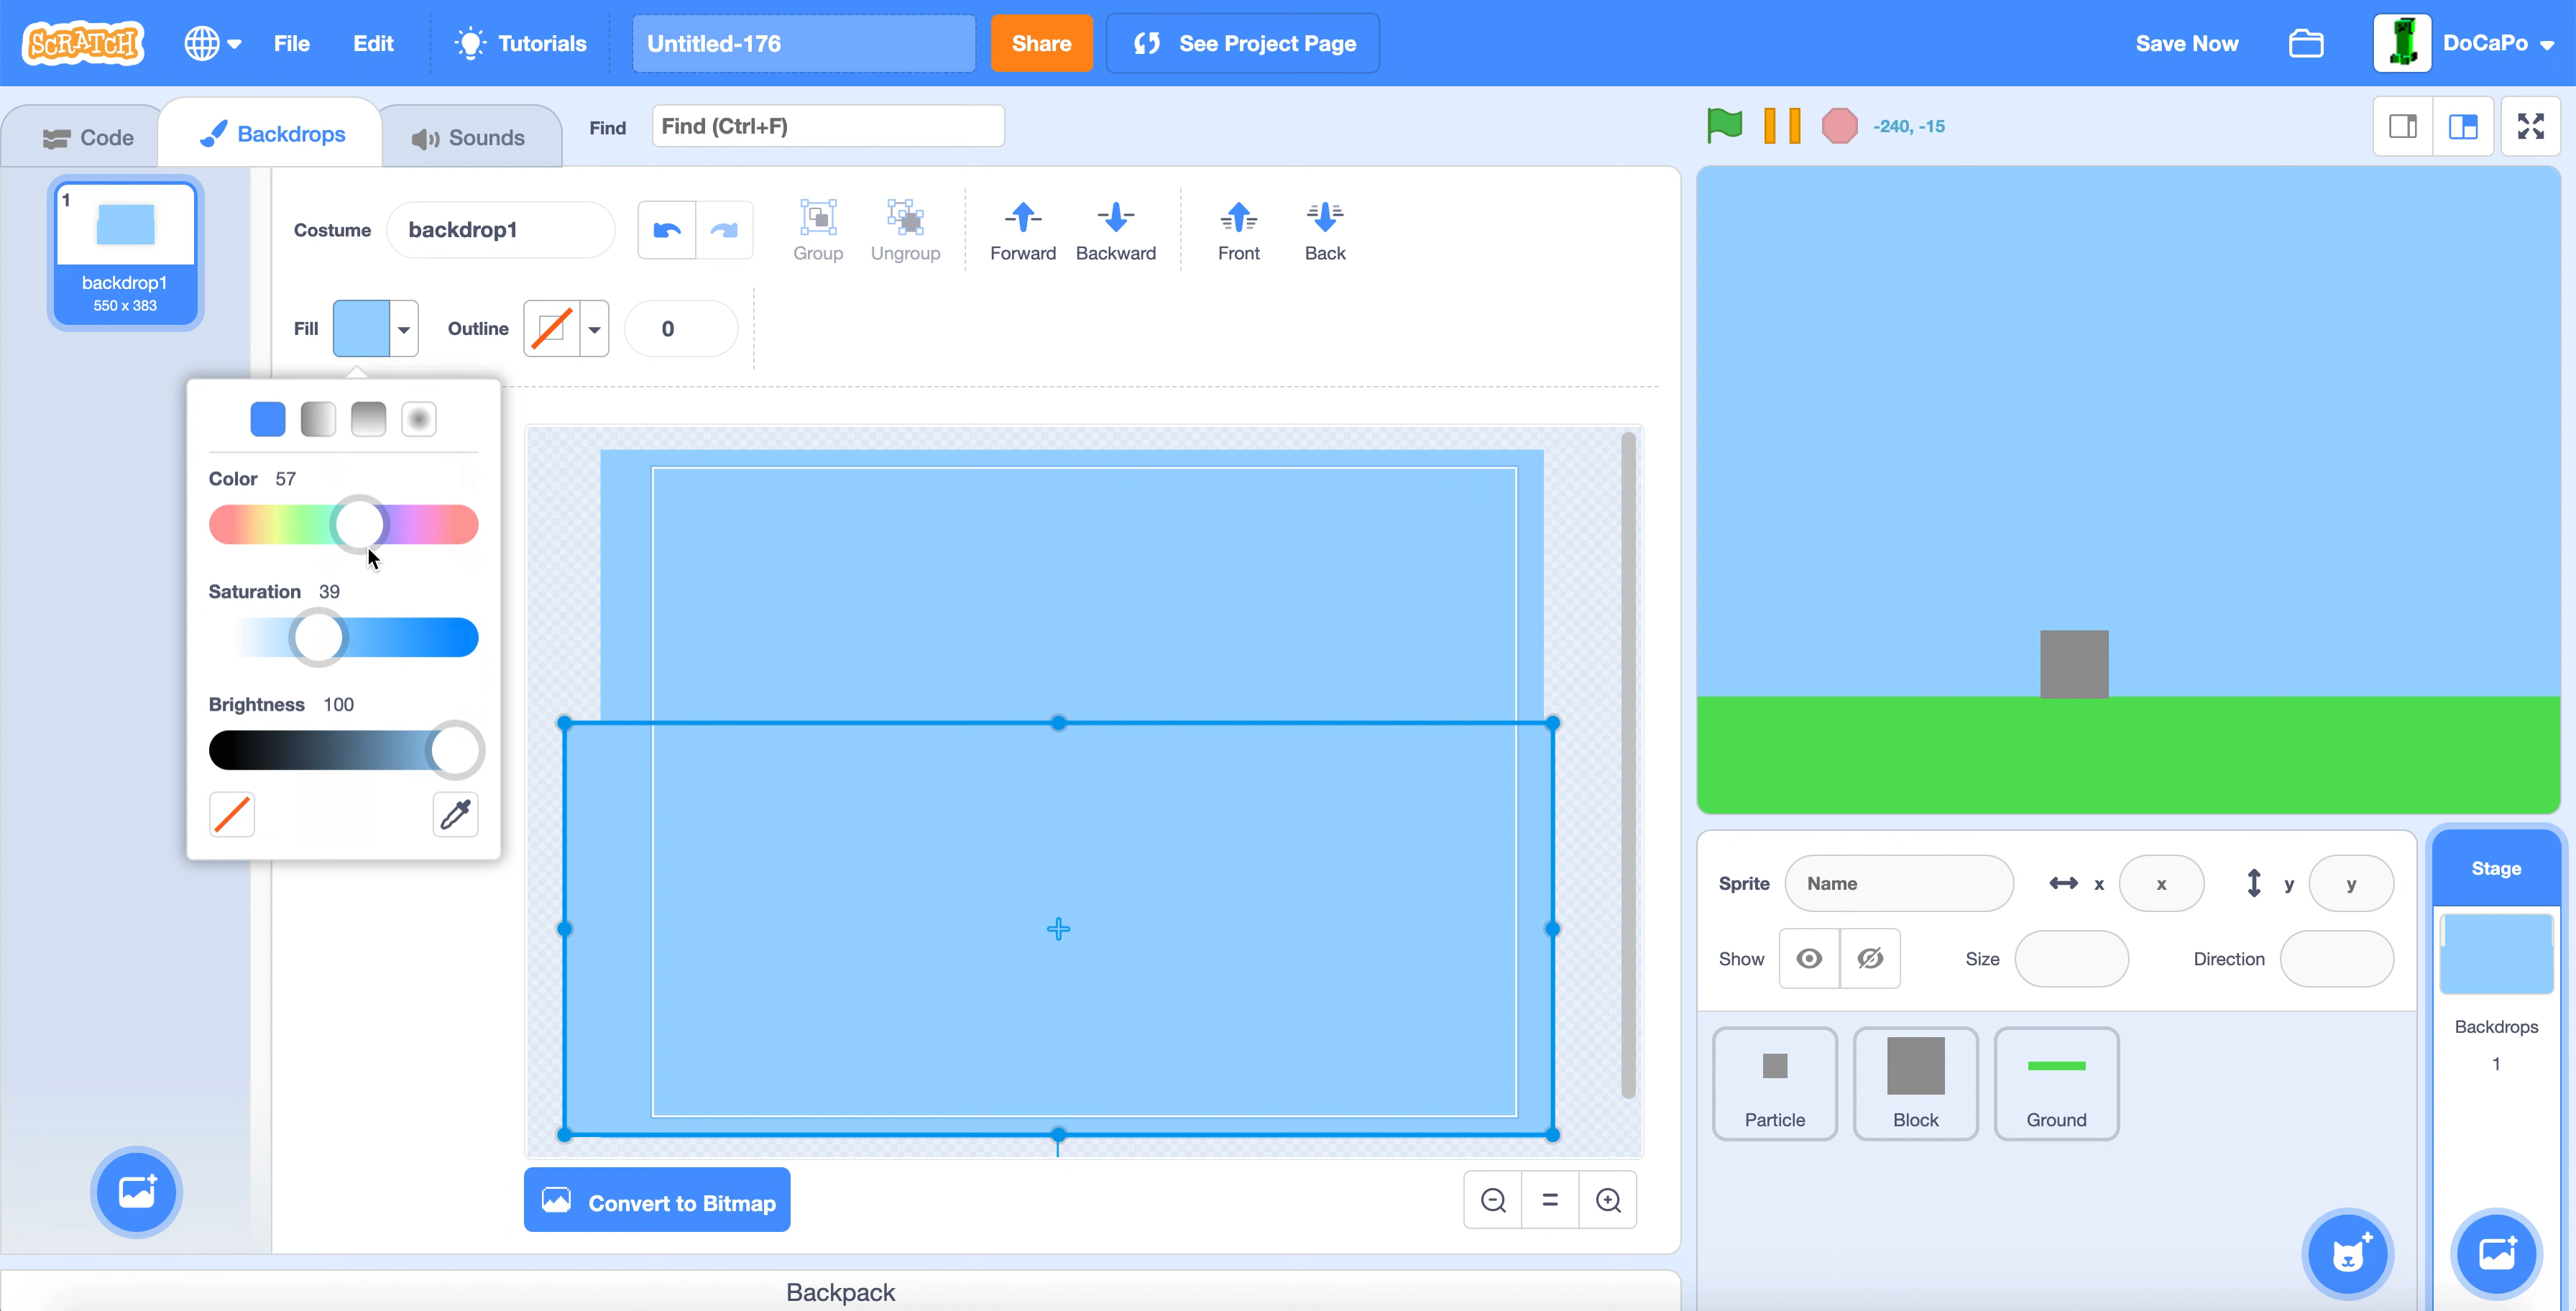 SCRATCH File Edit Tutorials Untitled-176 Share See Project Page Save Now DoCaPo
Code Backdrops Sounds Find Find (Ctrl+F) -240, -15
1
backdrop1
550 x 383
Costume backdrop1 Group Ungroup Forward Backward Front Back
Fill Outline 0
Color 57
Saturation 39
Brightness 100
Convert to Bitmap
Backpack
Sprite Name x x y y
Show Size Direction
Particle Block Ground
Stage
Backdrops
1